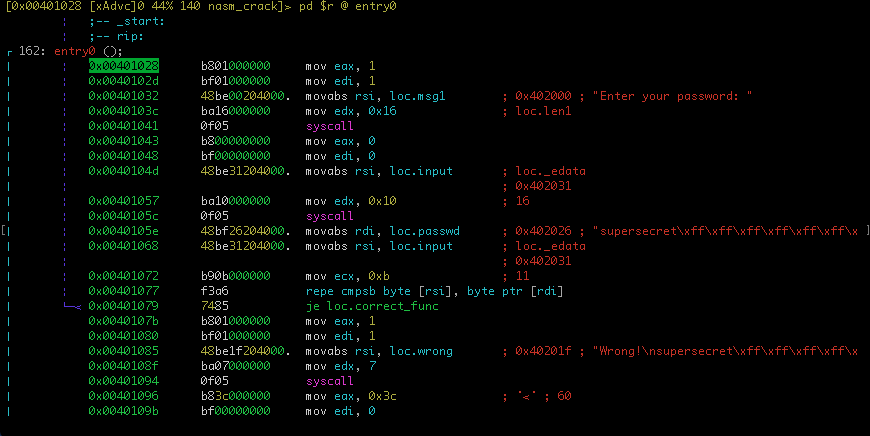 [0x00401028 [xAdvc]0 44% 140 nasm_crack]> pd $r @ entry0
;-- _start:
;-- rip:
162: entry0 ();
0x00401028 b801000000 mov eax, 1
0x0040102d bf01000000 mov edi, 1
0x00401032 48be00204000. movabs rsi, loc.msg1 ; 0x402000 ; "Enter your password: "
0x0040103c ba16000000 mov edx, 0x16 ; loc.len1
0x00401041 0f05 syscall
0x00401043 b800000000 mov eax, 0
0x00401048 bf00000000 mov edi, 0
0x0040104d 48be31204000. movabs rsi, loc.input ; loc._edata
; 0x402031
0x00401057 ba10000000 mov edx, 0x10 ; 16
0x0040105c 0f05 syscall
0x0040105e 48bf26204000. movabs rdi, loc.passwd ; 0x402026 ; "supersecret\xff\xff\xff\xff\xff\xff\x
0x00401068 48be31204000. movabs rsi, loc.input ; loc._edata
; 0x402031
0x00401072 b90b000000 mov ecx, 0xb ; 11
0x00401077 f3a6 repe cmpsb byte [rsi], byte ptr [rdi]
0x00401079 7485 je loc.correct_func
0x0040107b b801000000 mov eax, 1
0x00401080 bf01000000 mov edi, 1
0x00401085 48be1f204000. movabs rsi, loc.wrong ; 0x40201f ; "Wrong!\nsupersecret\xff\xff\xff\xff\x
0x0040108f ba07000000 mov edx, 7
0x00401094 0f05 syscall
0x00401096 b83c000000 mov eax, 0x3c ; '<' ; 60
0x0040109b bf00000000 mov edi, 0